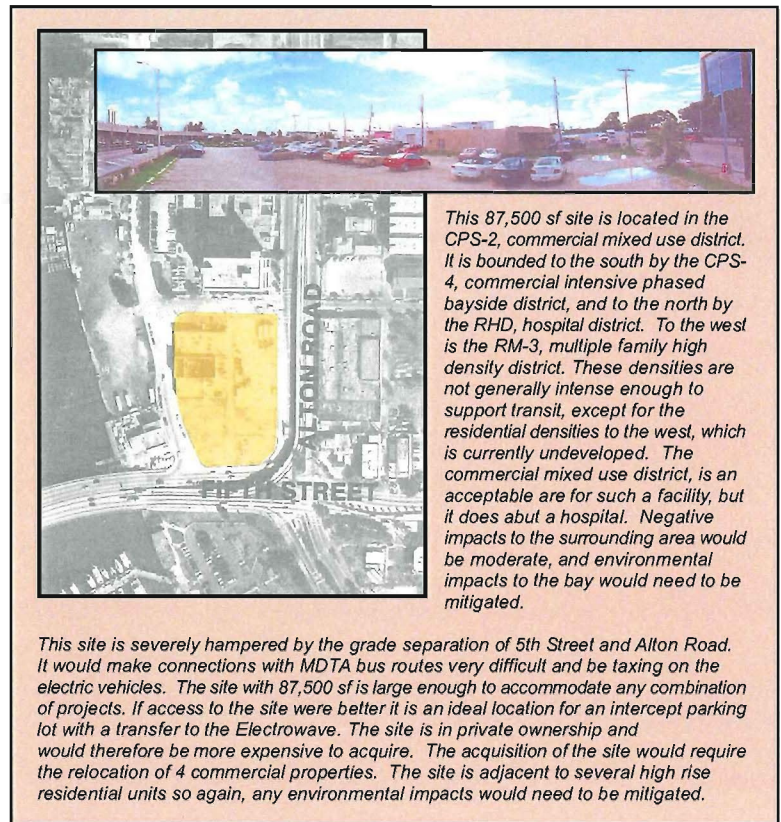 This 87,500 sf site is located in the
CPS-2, commercial mixed use district.
It is bounded to the south by the CPS-
4, commercial intensive phased
bayside district, and to the north by
the RHD, hospital district. To the west
is the RM-3, multiple family high
density district. These densities are
not generally intense enough to
support transit, except for the
residential densities to the west, which
is currently undeveloped. The
commercial mixed use district, is an
acceptable are for such a facility, but
it does abut a hospital. Negative
impacts to the surrounding area would
be moderate, and environmental
impacts to the bay would need to be
mitigated.
ALTON ROAD
FIFTH STREET
This site is severely hampered by the grade separation of 5th Street and Alton Road.
It would make connections with MDTA bus routes very difficult and be taxing on the
electric vehicles. The site with 87,500 sf is large enough to accommodate any combination
of projects. If access to the site were better it is an ideal location for an intercept parking
lot with a transfer to the Electrowave. The site is in private ownership and
would therefore be more expensive to acquire. The acquisition of the site would require
the relocation of 4 commercial properties. The site is adjacent to several high rise
residential units so again, any environmental impacts would need to be mitigated.